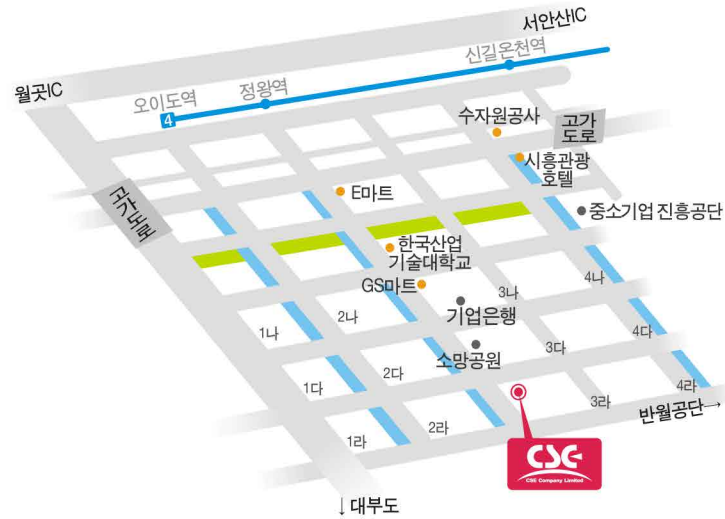 서안산IC
신길온천역
월곶IC
정왕역
오이도역
4
수자원공사
고가
도로
시흥관광
호텔
E마트
고가도로
중소기업 진흥공단
한국산업
기술대학교
GS마트
4나
3나
2나
1나
기업은행
4다
3다
소망공원
2다
1다
4라
3라
반월공단→
2라
1라
CSE
CSE Company Limited
↓대부도